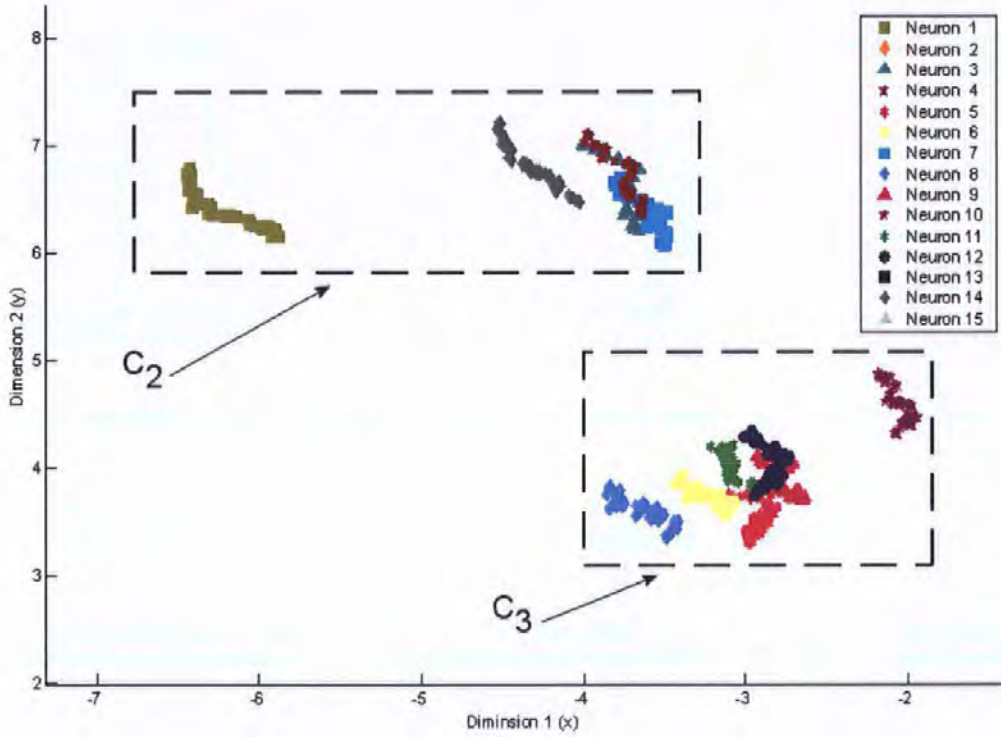 8
7
6
5
4
3
2
-7
-6
-5
-4
-3
-2
Dimension 2 (y)
Diminsion 1 (x)
C2
C3
Neuron 1
Neuron 2
Neuron 3
Neuron 4
Neuron 5
Neuron 6
Neuron 7
Neuron 8
Neuron 9
Neuron 10
Neuron 11
Neuron 12
Neuron 13
Neuron 14
Neuron 15